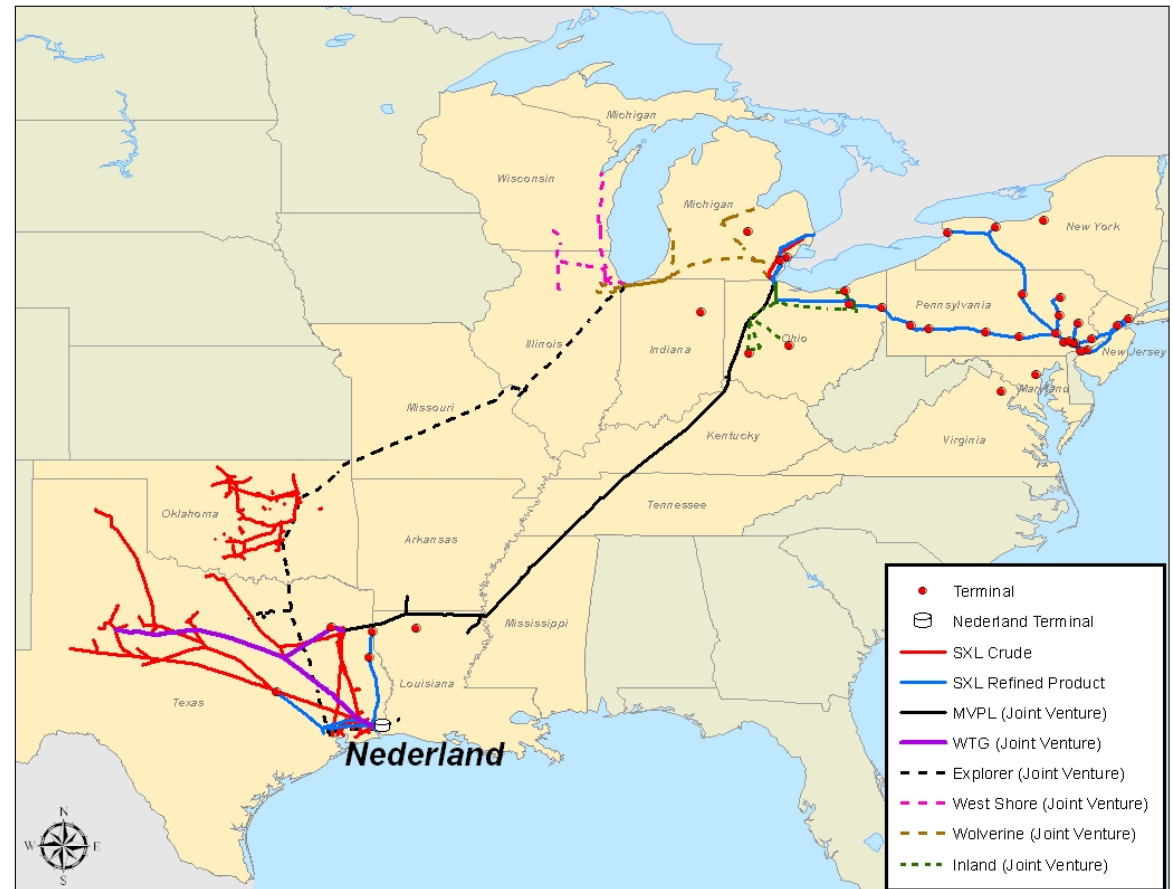 Michigan
Wisconsin
Michigan
New York
Pennsylvania
Illinois
Indiana
Ohio
New Jersey
Maryland
Missouri
Kentucky
Virginia
Oklahoma
Tennessee
Arkansas
Mississippi
Texas
Louisiana
Nederland
N
W E
S
Terminal
Nederland Terminal
SXL Crude
SXL Refined Product
MVPL (Joint Venture)
WTG (Joint Venture)
Explorer (Joint Venture)
West Shore (Joint Venture)
Wolverine (Joint Venture)
Inland (Joint Venture)